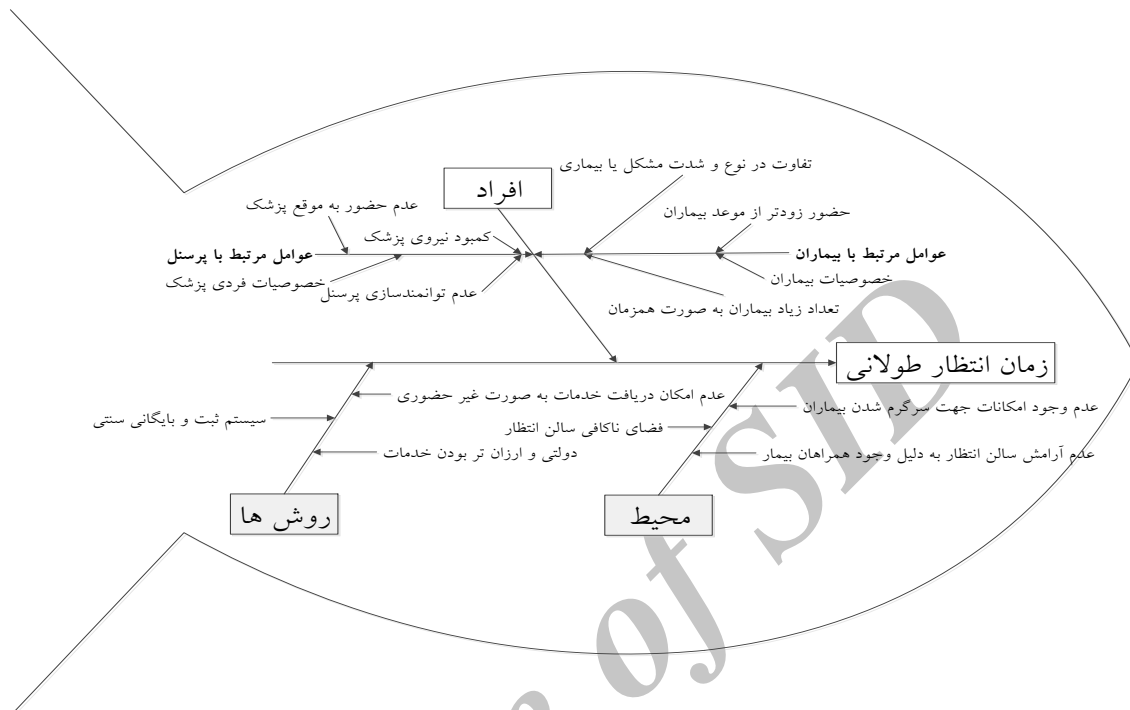 تفاوت در نوع و شدت مشکل یا بیماری
افراد
حضور زودتر از موعد بیماران
عدم حضور به موقع پزشک
کمبود نیروی پزشک
عوامل مرتبط با بیماران
عوامل مرتبط با پرسنل
خصوصیات بیماران
خصوصیات فردی پزشک
عدم توانمندسازی پرسنل
تعداد زیاد بیماران به صورت همزمان
زمان انتظار طولانی
عدم امکان دریافت خدمات به صورت غیر حضوری
عدم وجود امکانات جهت سرگرم شدن بیماران
سیستم ثبت و بایگانی سنتی
فضای ناکافی سالن انتظار
دولتی و ارزان تر بودن خدمات
عدم آرامش سالن انتظار به دلیل وجود همراهان بیمار
محیط
روش ها
of SID